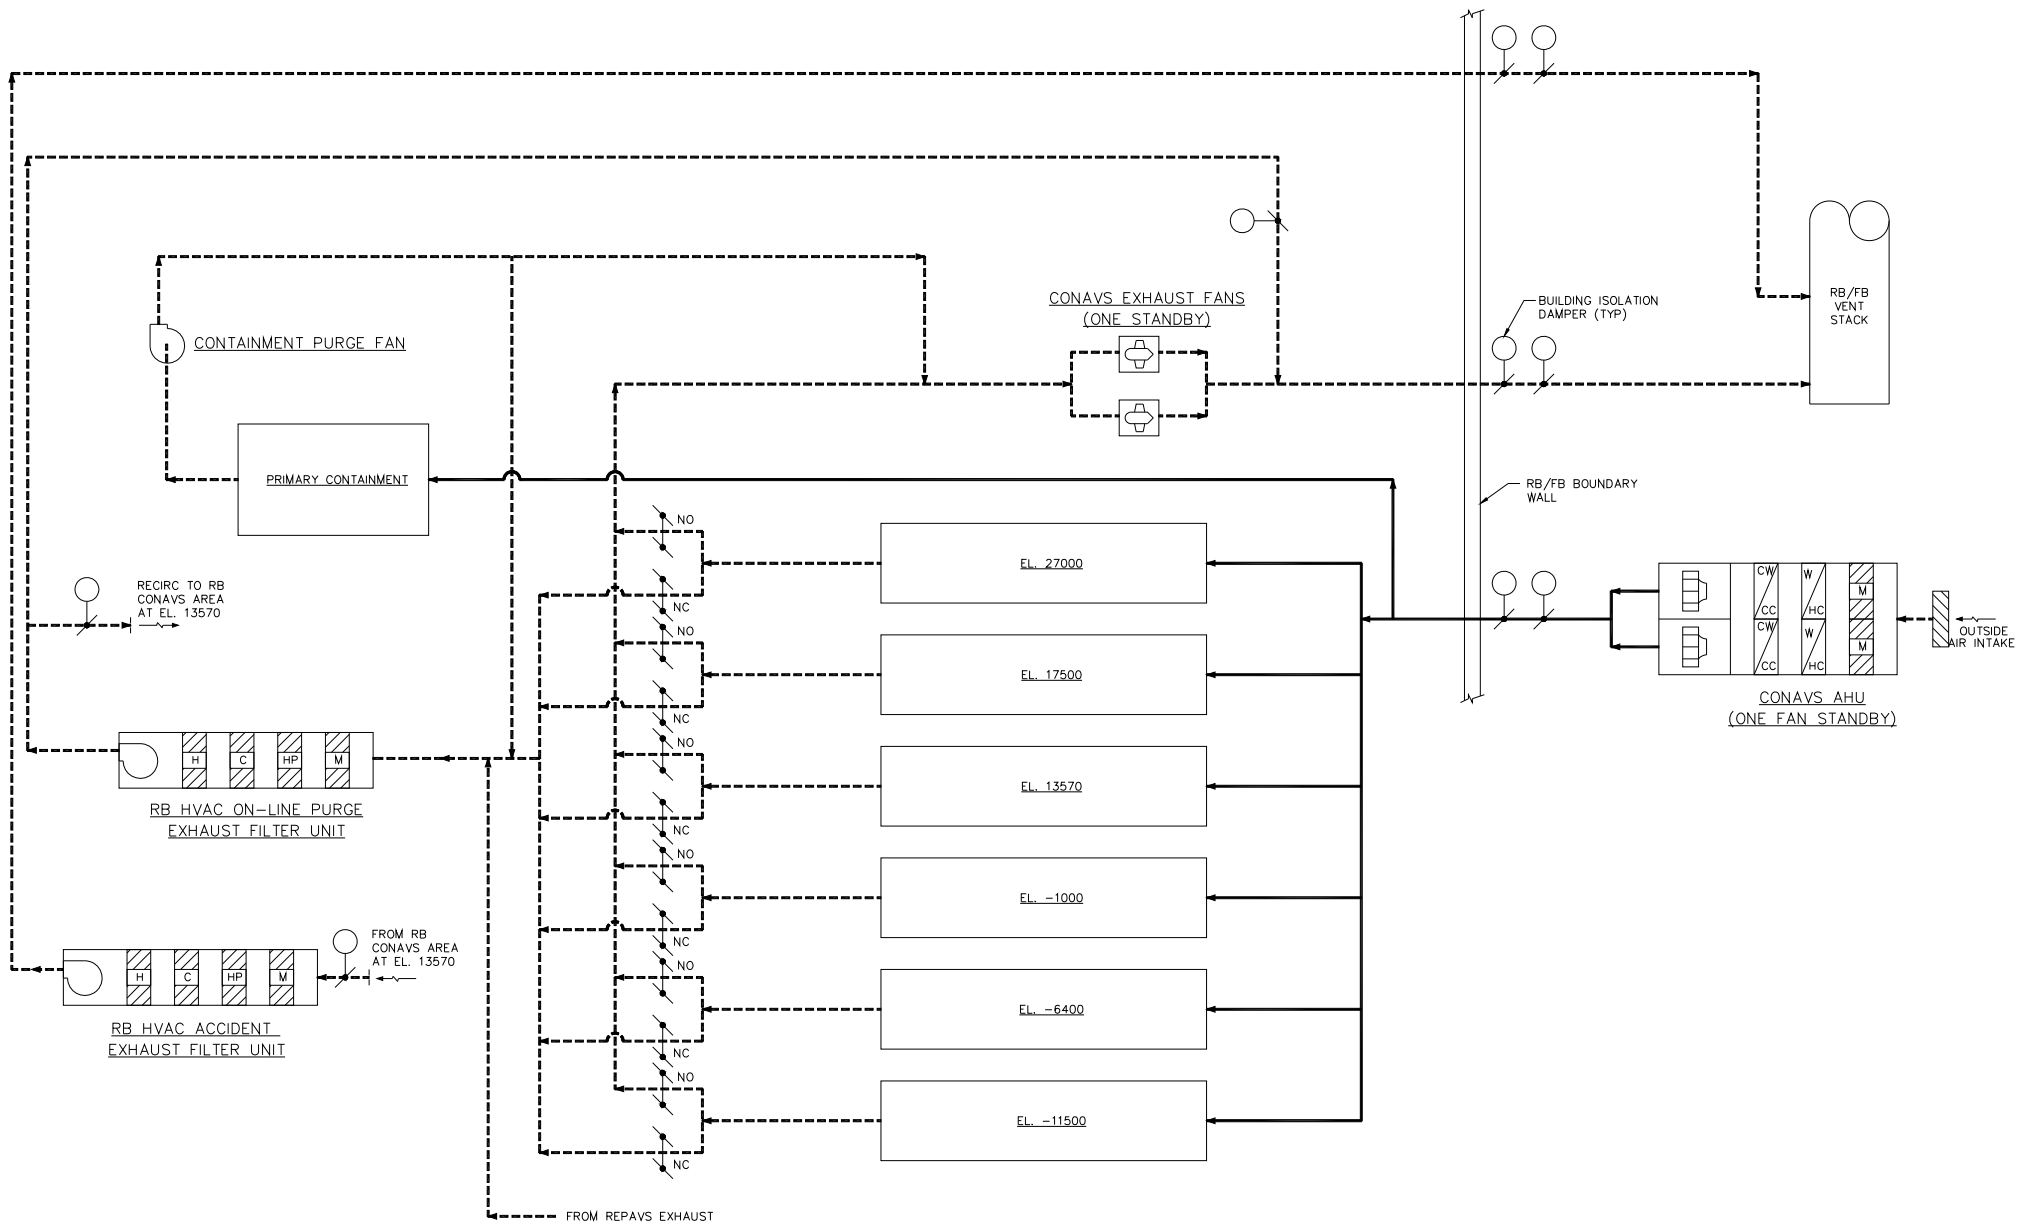 CONAVS EXHAUST FANS
(ONE STANDBY)
BUILDING ISOLATION
DAMPER (TYP)
RB/FB
VENT
STACK
CONTAINMENT PURGE FAN
PRIMARY CONTAINMENT
RB/FB BOUNDARY
WALL
RECIRC TO RB
CONAVS AREA
AT EL. 13570
NO
EL. 27000
NC
NO
EL. 17500
NC
NO
EL. 13570
NC
NO
EL. -1000
NC
NO
EL. -6400
NC
NO
EL. -11500
NC
CW
CC
W
HC
M
CW
CC
W
HC
M
OUTSIDE
AIR INTAKE
CONAVS AHU
(ONE FAN STANDBY)
H C HP M
RB HVAC ON-LINE PURGE
EXHAUST FILTER UNIT
FROM RB
CONAVS AREA
AT EL. 13570
H C HP M
RB HVAC ACCIDENT
EXHAUST FILTER UNIT
FROM REPAVS EXHAUST